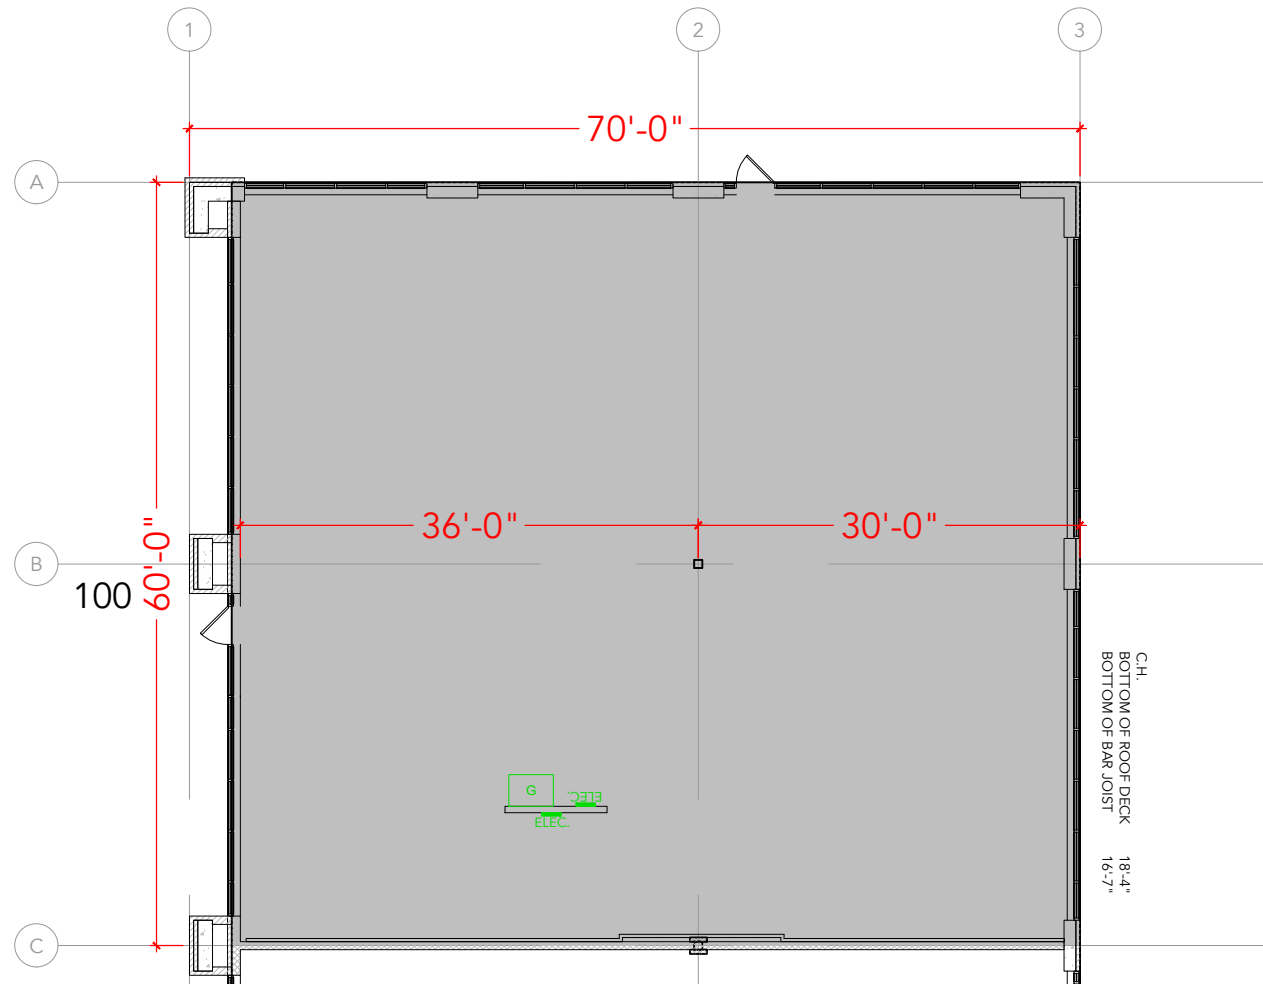 1
2
3
70'-0"
A
36'-0"
30'-0"
B
100
60'-0"
C.H.
BOTTOM OF ROOF DECK 18'-4"
BOTTOM OF BAR JOIST 16'-7"
G
ELEC.
ELEC.
C